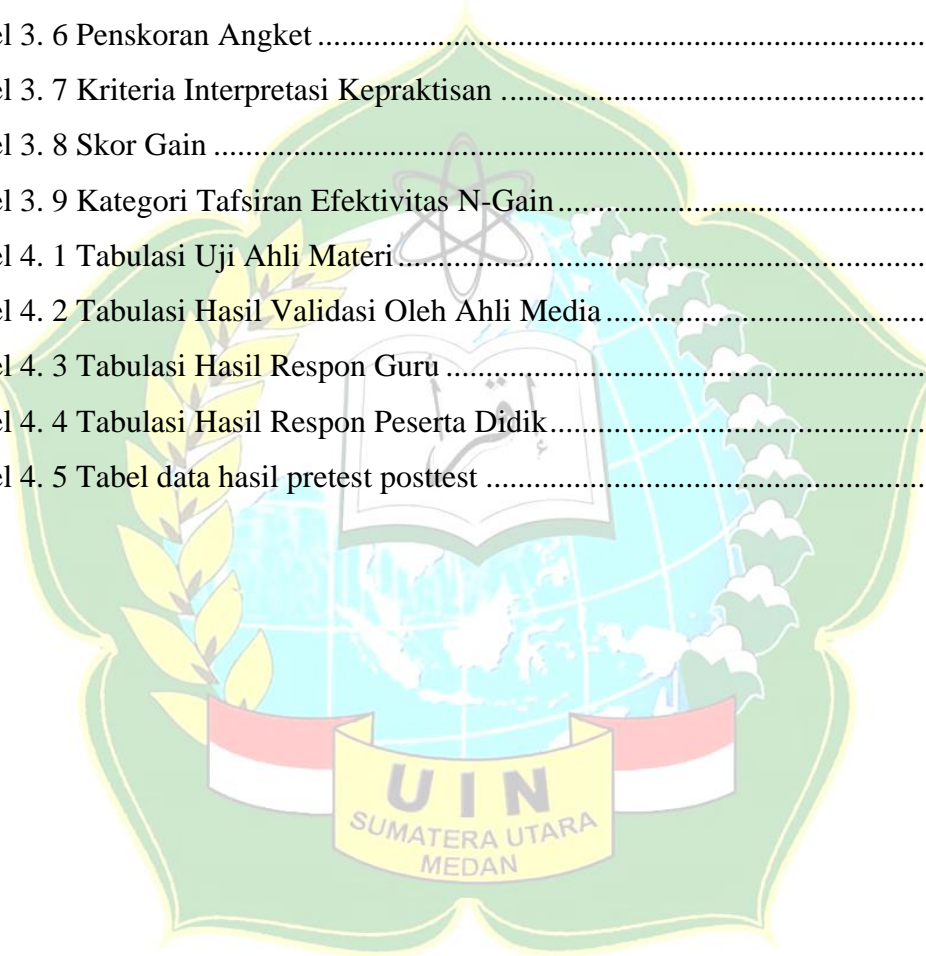 el 3. 6 Penskoran Angket ........................................................................................
el 3. 7 Kriteria Interpretasi Kepraktisan ..............................................................
el 3. 8 Skor Gain ........................................................................................................
el 3. 9 Kategori Tafsiran Efektivitas N-Gain ......................................................
el 4. 1 Tabulasi Uji Ahli Materi ............................................................................
el 4. 2 Tabulasi Hasil Validasi Oleh Ahli Media ...............................................
el 4. 3 Tabulasi Hasil Respon Guru .....................................................................
el 4. 4 Tabulasi Hasil Respon Peserta Didik ......................................................
el 4. 5 Tabel data hasil pretest posttest ...............................................................
إقرأ
UIN
SUMATERA UTARA
MEDAN